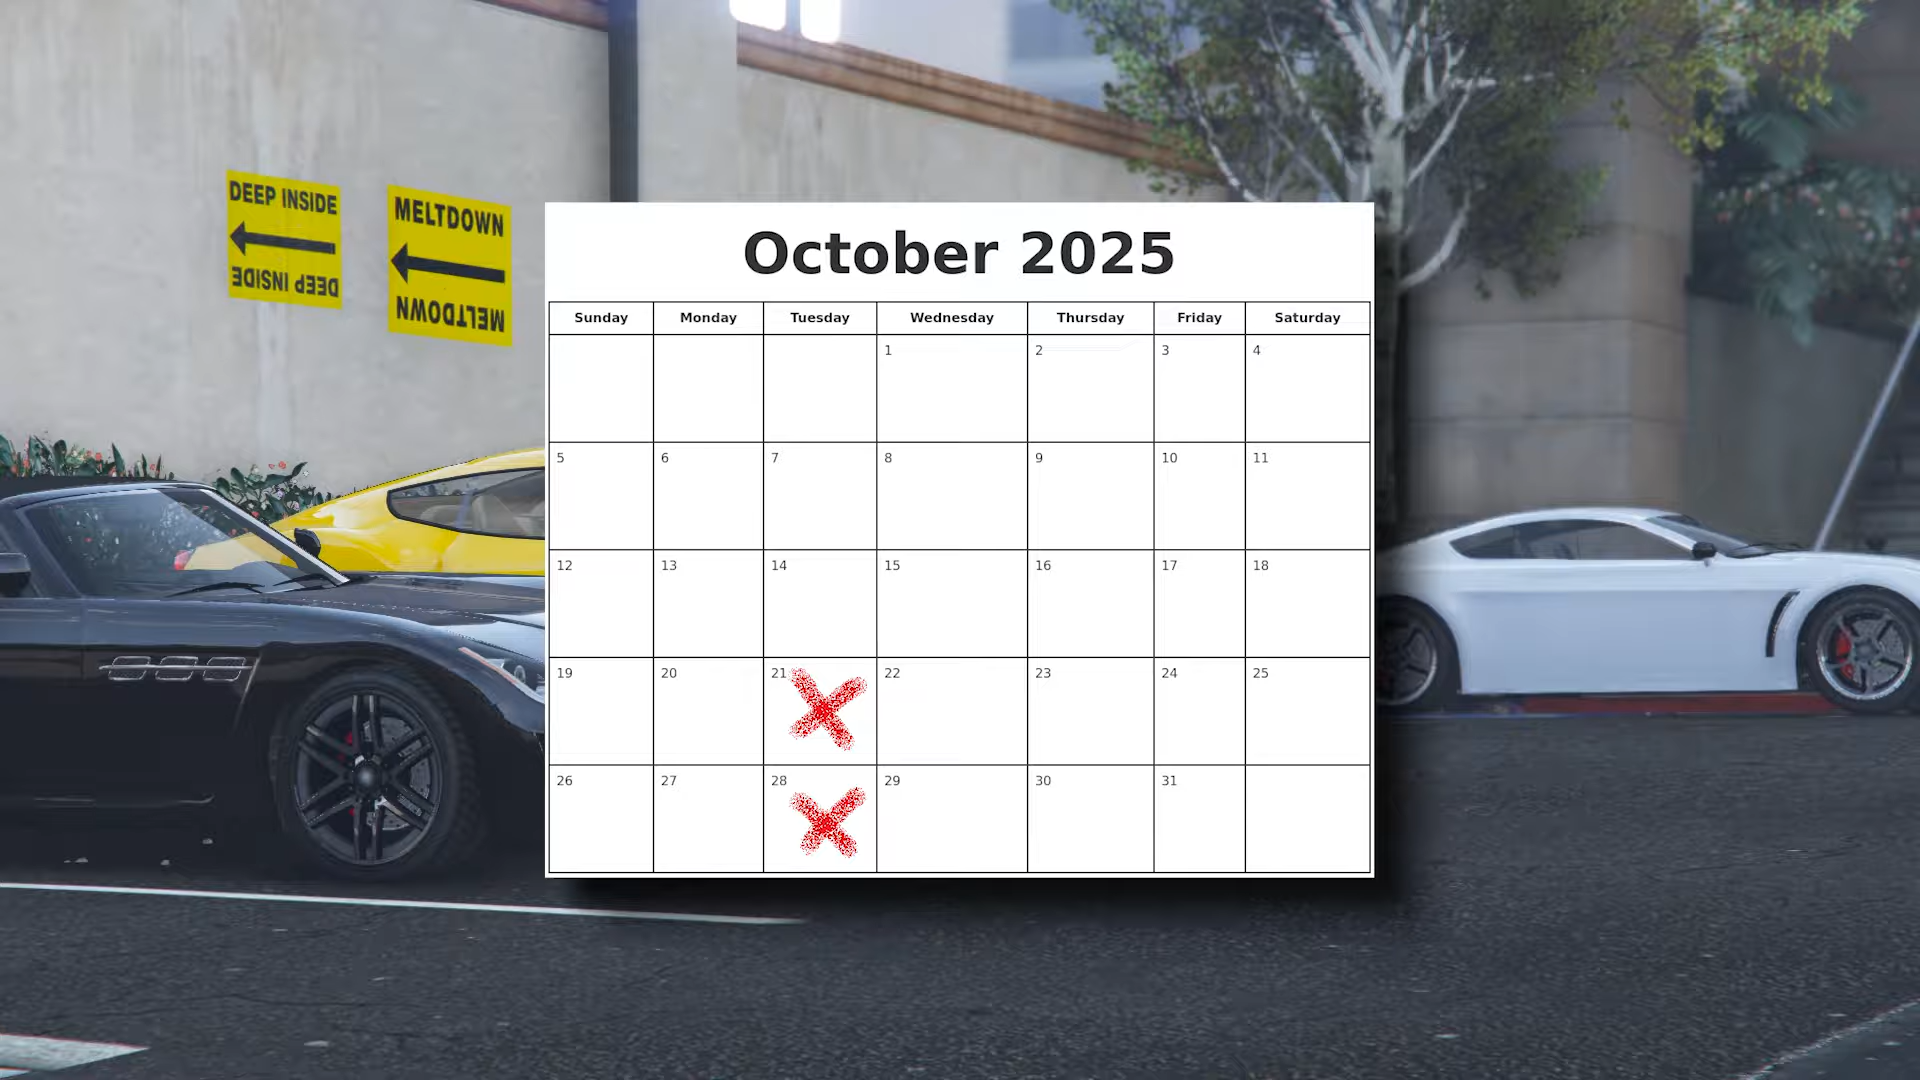 DEEP INSIDE
DEEP INSIDE
MELTDOWN
MELTDOWN
October 2025
Sunday Monday Tuesday Wednesday Thursday Friday Saturday
1 2 3 4
5 6 7 8 9 10 11
12 13 14 15 16 17 18
19 20 21 22 23 24 25
26 27 28 29 30 31